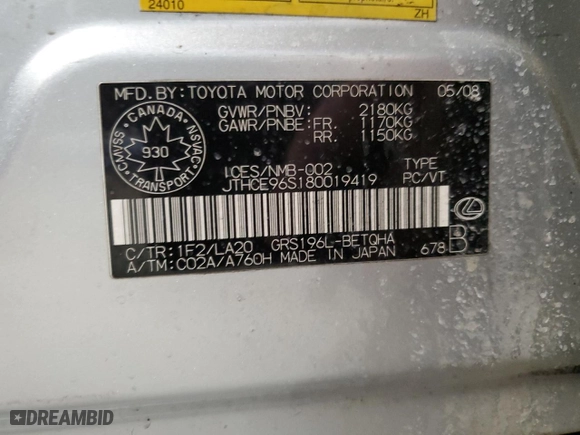 24010
ZH
MFD.BY: TOYOTA MOTOR CORPORATION 05/08
GVWR/PNBV: 2180KG
GAWR/PNBE: FR. 1170KG
RR. 1150KG
CANADA
CMVSS NSVAC
930
TRANSPORT
ICES/NMB-002
JTHCE96S180019419
TYPE
PC/VT
C/TR: 1F2/LA20 GRS196L-BETQHA
A/TM: C02A/A760H MADE IN JAPAN 678 B
DREAMBID